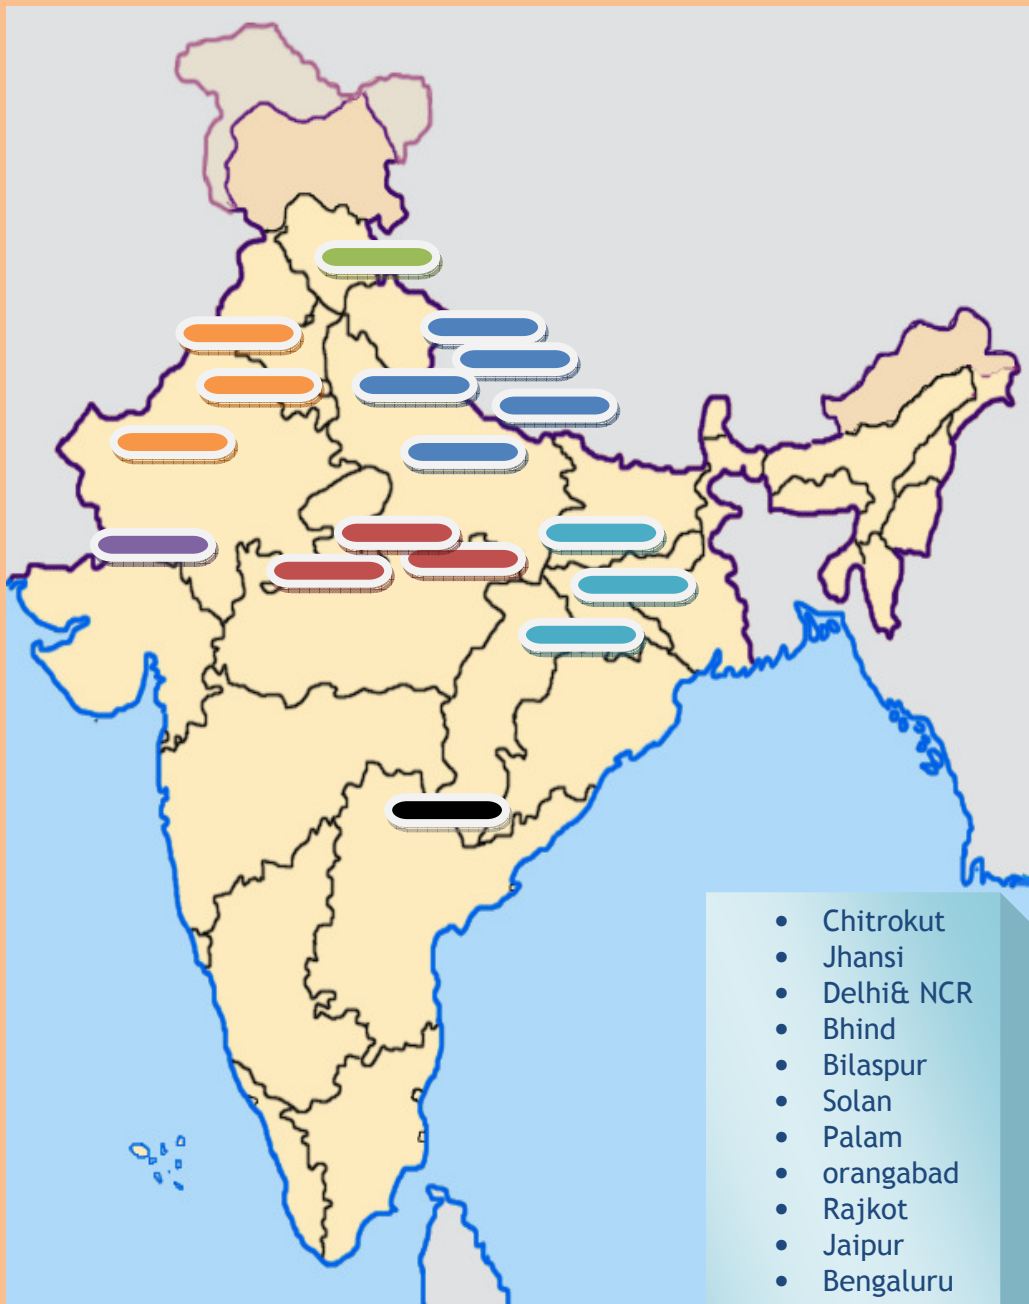 • Chitrokut
• Jhansi
• Delhi& NCR
• Bhind
• Bilaspur
• Solan
• Palam
• orangabad
• Rajkot
• Jaipur
• Bengaluru